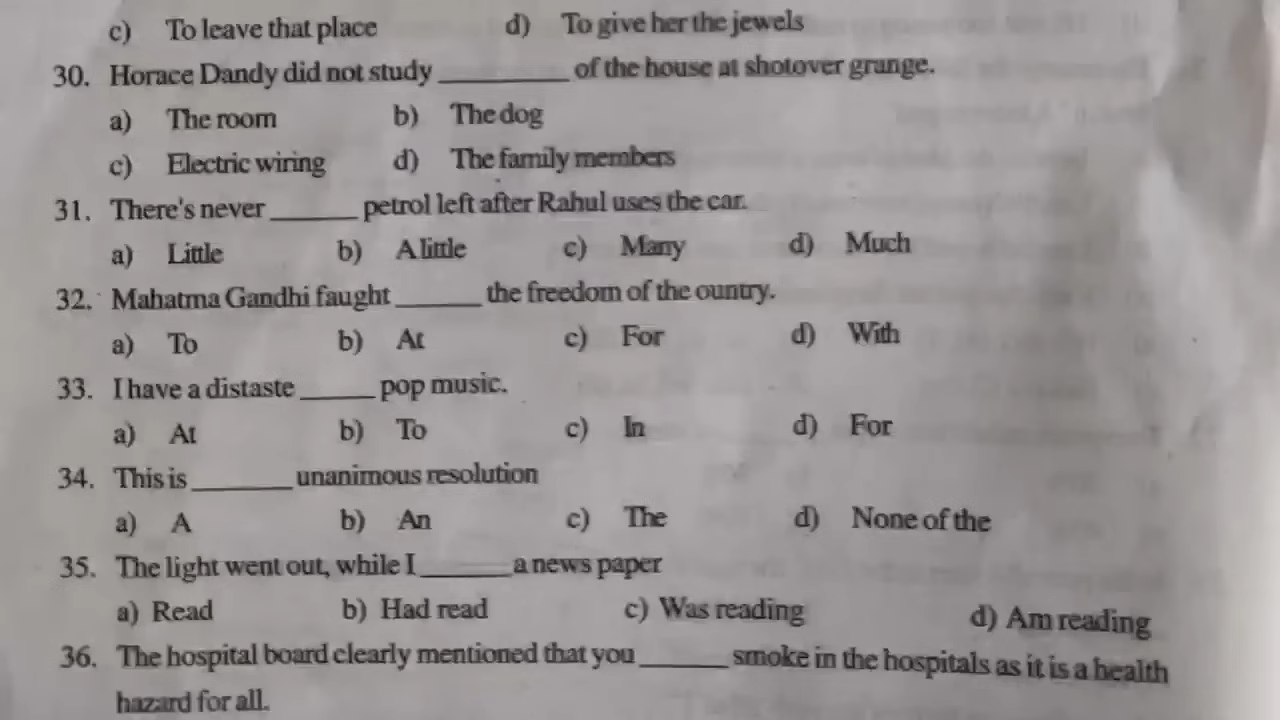 c) To leave that place d) To give her the jewels
30. Horace Dandy did not study _________ of the house at shotover grange.
a) The room b) The dog
c) Electric wiring d) The family members
31. There's never ______ petrol left after Rahul uses the car.
a) Little b) A little c) Many d) Much
32. Mahatma Gandhi faught ______ the freedom of the ountry.
a) To b) At c) For d) With
33. I have a distaste _____ pop music.
a) At b) To c) In d) For
34. This is _______ unanimous resolution
a) A b) An c) The d) None of the
35. The light went out, while I ______ a news paper
a) Read b) Had read c) Was reading d) Am reading
36. The hospital board clearly mentioned that you ______ smoke in the hospitals as it is a health
hazard for all.